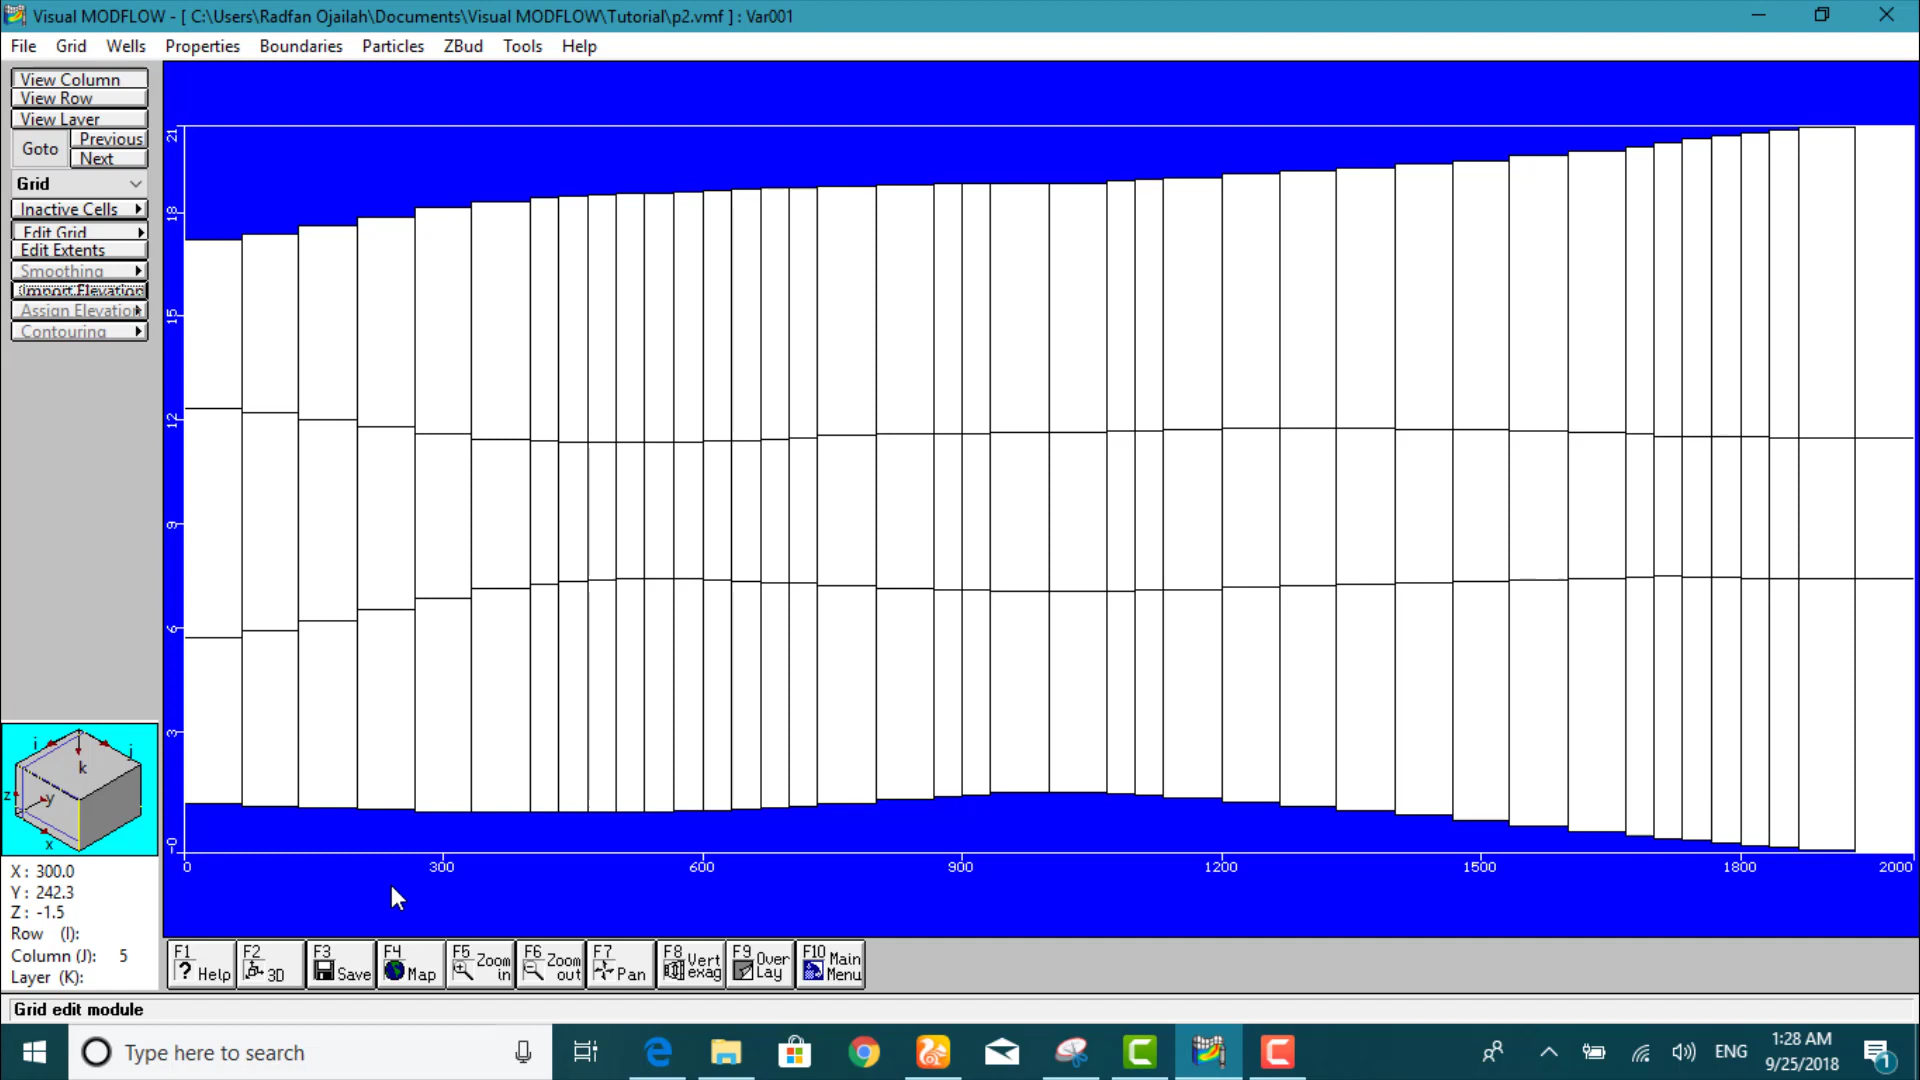 Visual MODFLOW - [ C:\Users\Radfan Ojailah\Documents\Visual MODFLOW\Tutorial\p2.vmf ] : Var001
File Grid Wells Properties Boundaries Particles ZBud Tools Help
View Column
View Row
View Layer
Goto
Previous
Next
Grid
Inactive Cells
Edit Grid
Edit Extents
Smoothing
Import Elevation
Assign Elevation
Contouring
21
18
15
12
9
6
3
-0
0 300 600 900 1200 1500 1800 2000
i j
k
z y
x
X: 300.0
Y: 242.3
Z: -1.5
Row (I):
Column (J): 5
Layer (K):
F1 ? Help
F2 3D
F3 Save
F4 Map
F5 Zoom in
F6 Zoom out
F7 Pan
F8 Vert exag
F9 Over Lay
F10 Main Menu
Grid edit module
Type here to search
ENG
1:28 AM
9/25/2018
1